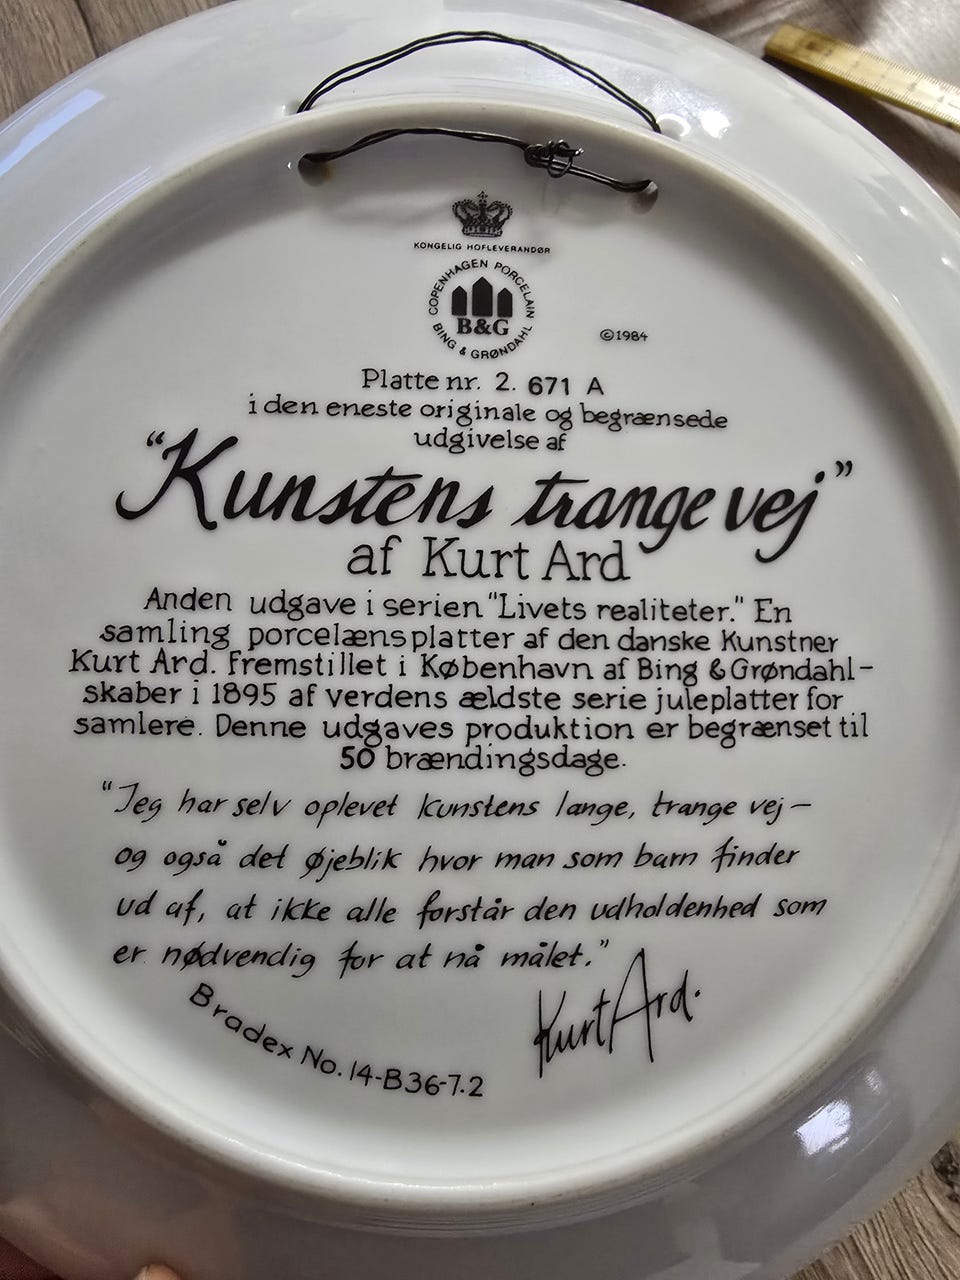 KONGELIG HOFLEVERANDØR
COPENHAGEN PORCELAIN
B&G
BING & GRØNDAHL
©1984
Platte nr. 2. 671 A
i den eneste originale og begrænsede
udgivelse af
"Kunstens trange vej"
af Kurt Ard
Anden udgave i serien "Livets realiteter." En
samling porcelænsplatter af den danske Kunstner
Kurt Ard. Fremstillet i København af Bing & Grøndahl-
skaber i 1895 af verdens ældste serie juleplatter for
samlere. Denne udgaves produktion er begrænset til
50 brændingsdage.
"Jeg har selv oplevet kunstens lange, trange vej—
og også det øjeblik hvor man som barn finder
ud af, at ikke alle forstår den udholdenhed som
er nødvendig for at nå målet."
Kurt Ard.
Bradex No. 14-B36-7.2